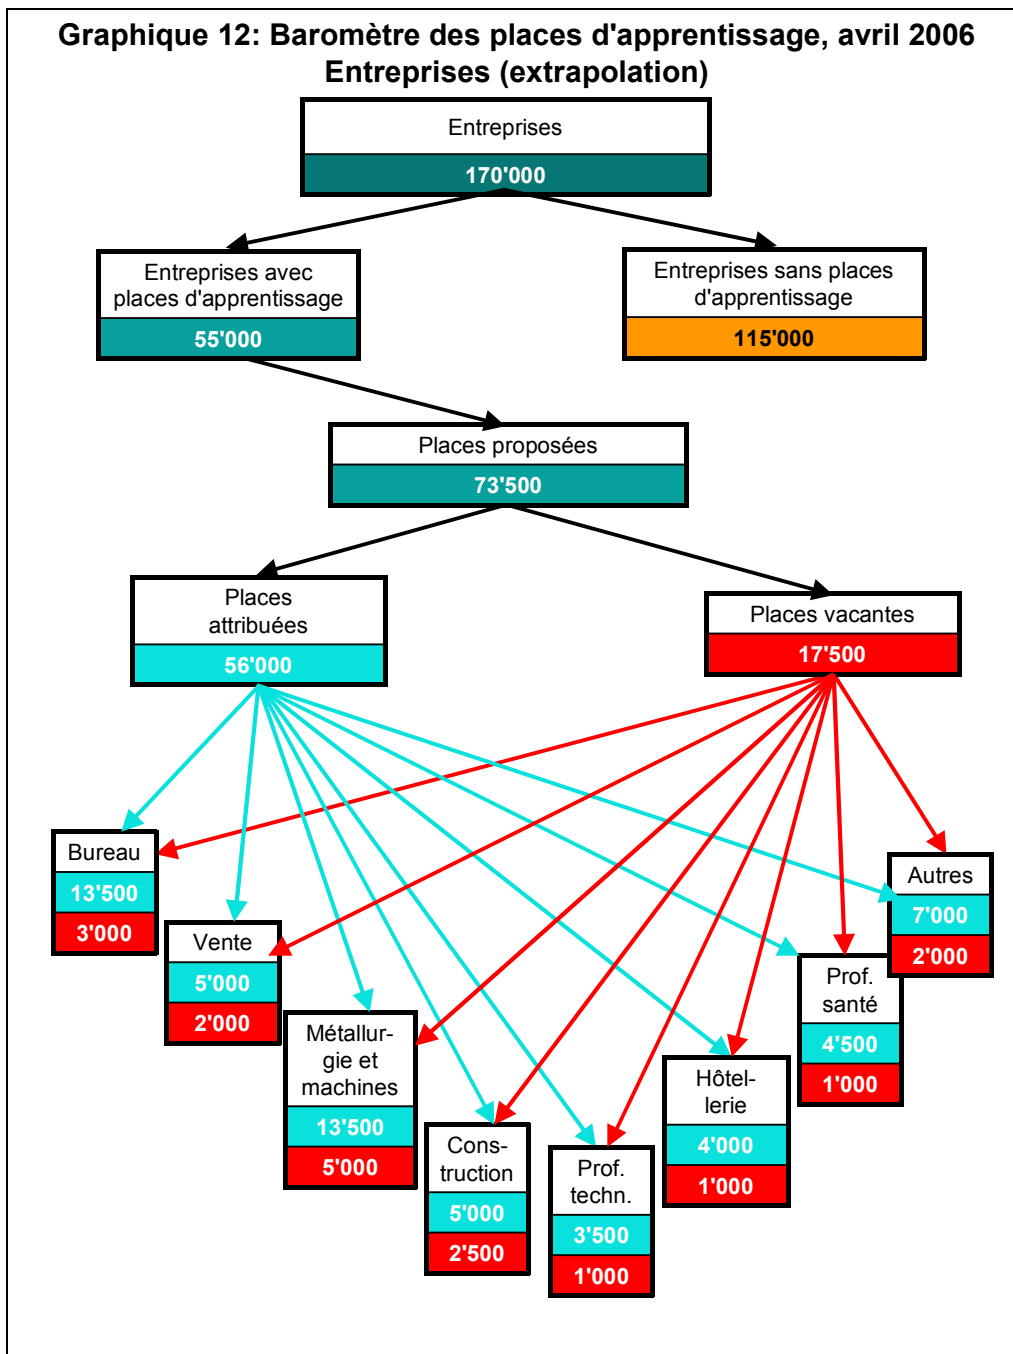 Graphique 12: Baromètre des places d'apprentissage, avril 2006
Entreprises (extrapolation)
Entreprises
170'000
Entreprises avec
places d'apprentissage
55'000
Entreprises sans places
d'apprentissage
115'000
Places proposées
73'500
Places
attribuées
56'000
Places vacantes
17'500
Bureau
13'500
3'000
Vente
5'000
2'000
Métallur-
gie et
machines
13'500
5'000
Cons-
truction
5'000
2'500
Prof.
techn.
3'500
1'000
Hôtel-
lerie
4'000
1'000
Prof.
santé
4'500
1'000
Autres
7'000
2'000